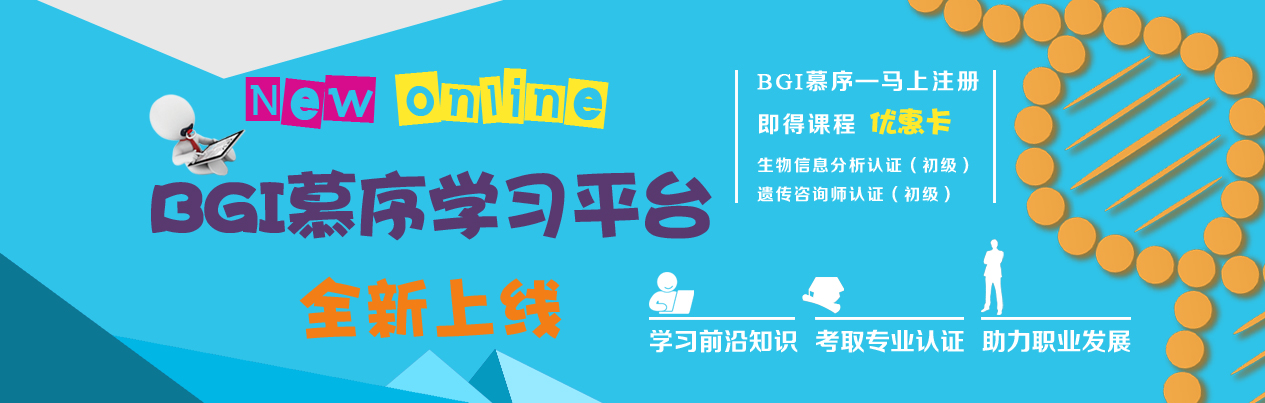 New online
BGI慕序学习平台
全新上线
BGI慕序—马上注册
即得课程 优惠卡
生物信息分析认证（初级）
遗传咨询师认证（初级）
学习前沿知识 考取专业认证 助力职业发展